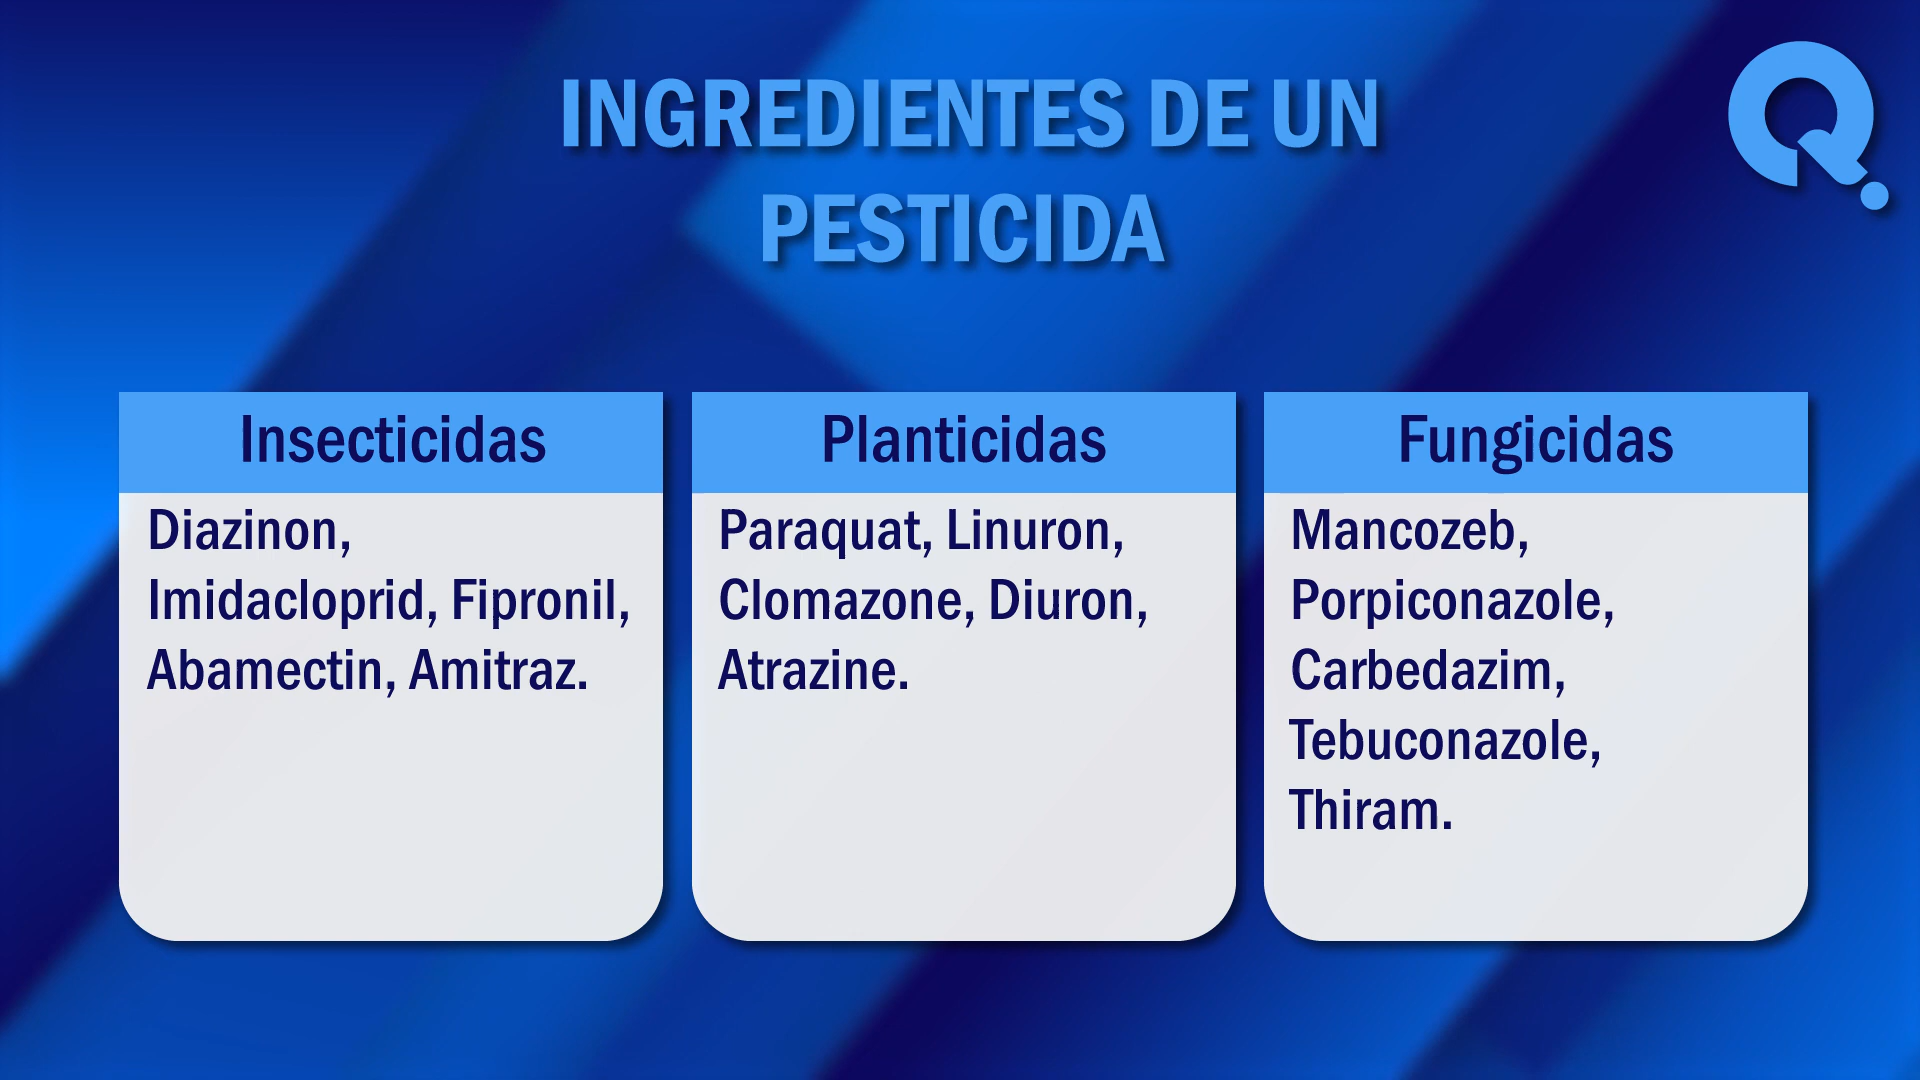 INGREDIENTES DE UN
PESTICIDA
Q.
Insecticidas
Diazinon,
Imidacloprid, Fipronil,
Abamectin, Amitraz.
Planticidas
Paraquat, Linuron,
Clomazone, Diuron,
Atrazine.
Fungicidas
Mancozeb,
Porpiconazole,
Carbedazim,
Tebuconazole,
Thiram.